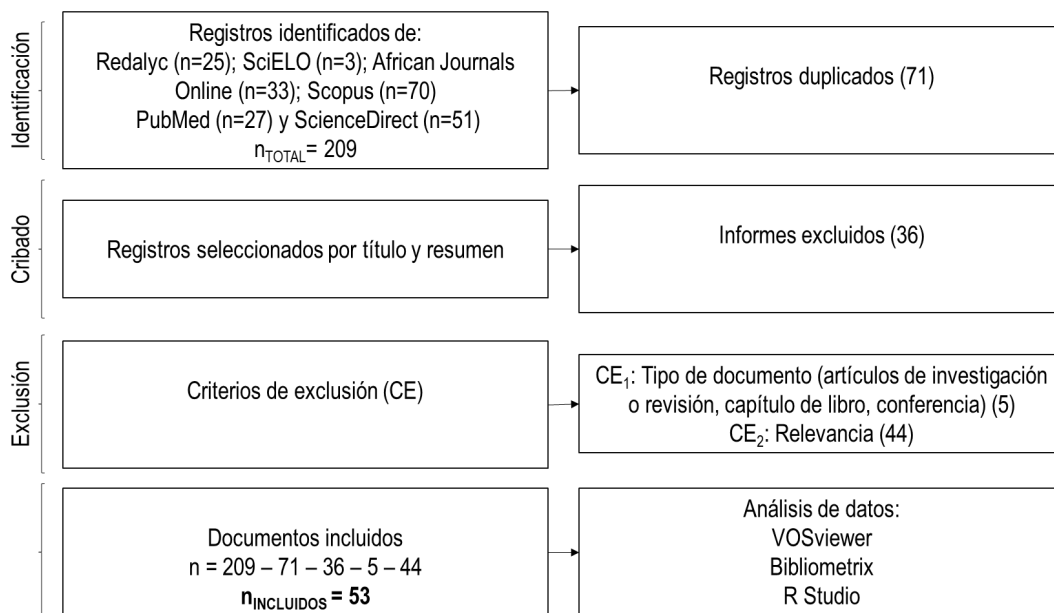 Identificación
Registros identificados de:
Redalyc (n=25); SciELO (n=3); African Journals
Online (n=33); Scopus (n=70)
PubMed (n=27) y ScienceDirect (n=51)
nTOTAL= 209
Registros duplicados (71)
Cribado
Registros seleccionados por título y resumen
Informes excluidos (36)
Exclusión
Criterios de exclusión (CE)
CE1: Tipo de documento (artículos de investigación
o revisión, capítulo de libro, conferencia) (5)
CE2: Relevancia (44)
Documentos incluidos
n = 209 – 71 – 36 – 5 – 44
nINCLUIDOS = 53
Análisis de datos:
VOSviewer
Bibliometrix
R Studio